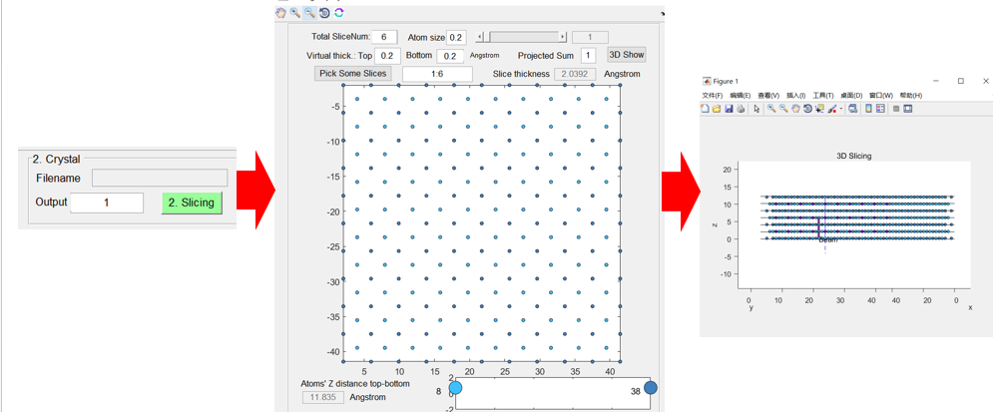 2. Crystal
Filename
Output 1 2. Slicing
Total SliceNum: 6 Atom size 0.2 1
Virtual thick.: Top 0.2 Bottom 0.2 Angstrom Projected Sum 1 3D Show
Pick Some Slices 1:6 Slice thickness 2.0392 Angstrom
-5
-10
-15
-20
-25
-30
-35
-40
5 10 15 20 25 30 35 40
Atoms' Z distance top-bottom
11.835 Angstrom
2
8 38
-2
Figure 1
文件(F) 编辑(E) 查看(V) 插入(I) 工具(T) 桌面(D) 窗口(W) 帮助(H)
3D Slicing
20
15
10
5
0
-5
-10
z
Beam
0 10 20 30 40 40 20 0
y x